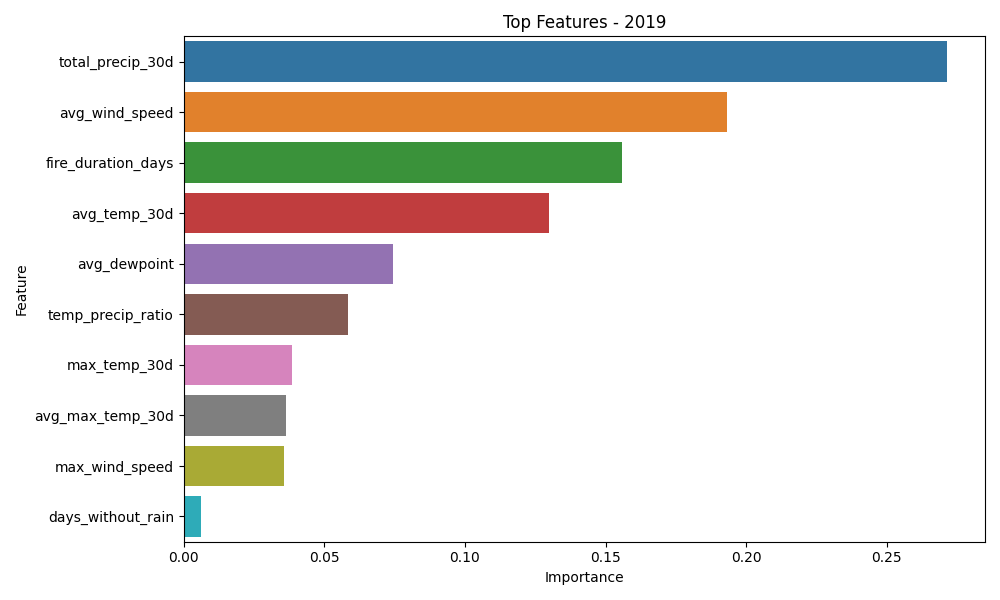 Top Features - 2019
Feature
total_precip_30d
avg_wind_speed
fire_duration_days
avg_temp_30d
avg_dewpoint
temp_precip_ratio
max_temp_30d
avg_max_temp_30d
max_wind_speed
days_without_rain
0.00 0.05 0.10 0.15 0.20 0.25
Importance